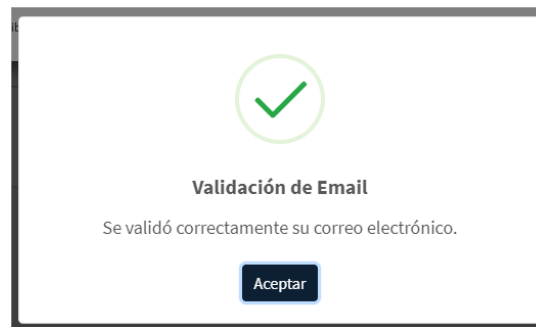 Validación de Email
Se validó correctamente su correo electrónico.
Aceptar